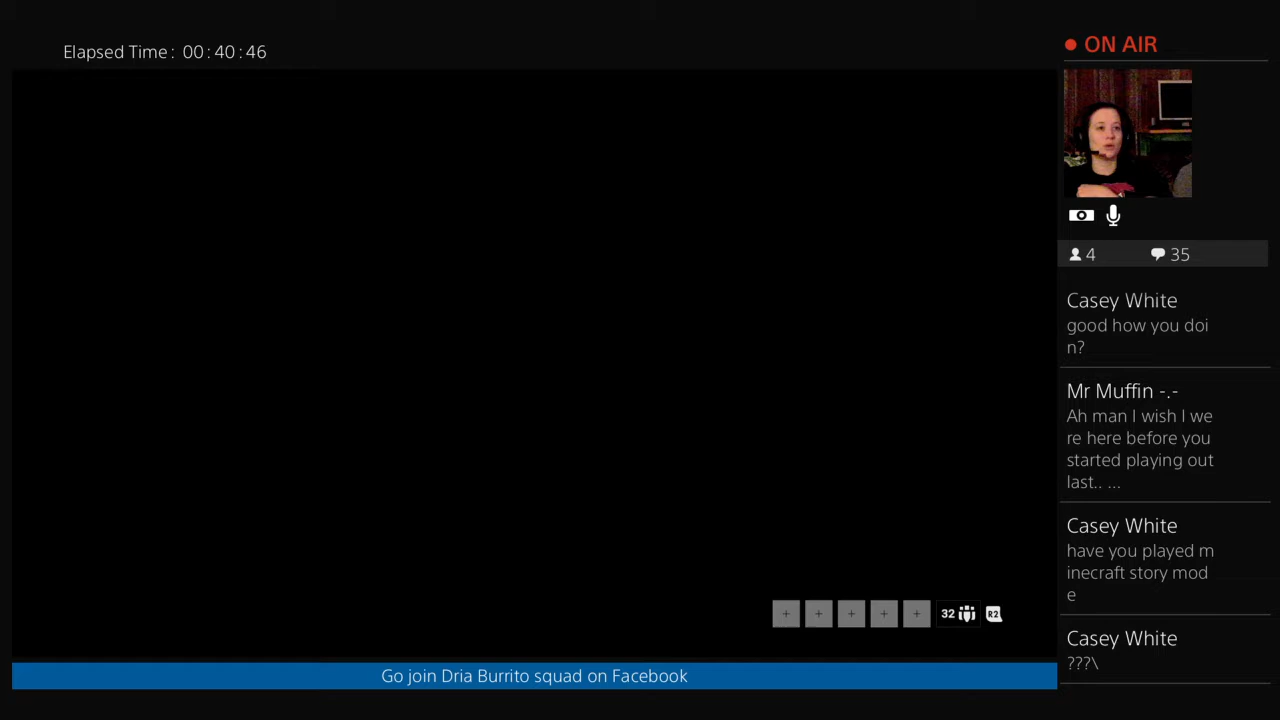 Elapsed Time: 00:40:46
ON AIR
4
35
Casey White
good how you doi
n?
Mr Muffin -.-
Ah man I wish I we
re here before you
started playing out
last.. ...
Casey White
have you played m
inecraft story mod
e
Casey White
???\
32
R2
Go join Dria Burrito squad on Facebook